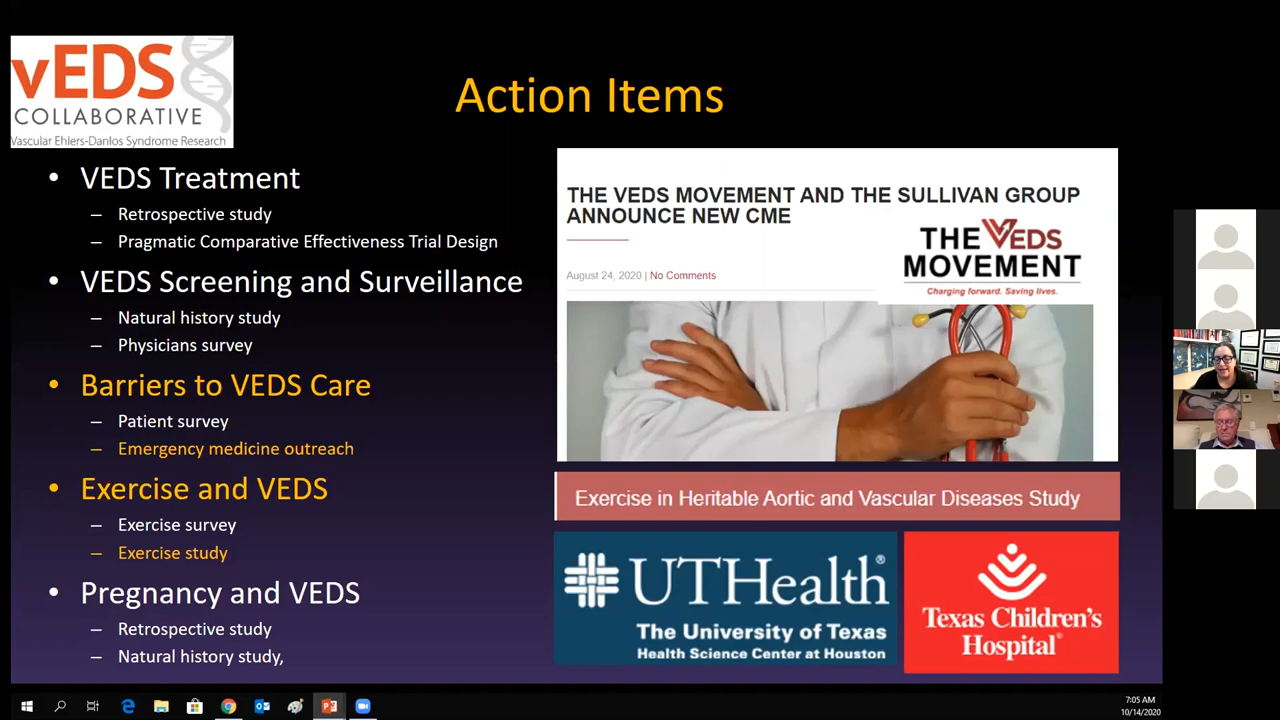 vEDS
COLLABORATIVE
Vascular Ehlers-Danlos Syndrome Research
Action Items
• VEDS Treatment
– Retrospective study
– Pragmatic Comparative Effectiveness Trial Design
• VEDS Screening and Surveillance
– Natural history study
– Physicians survey
• Barriers to VEDS Care
– Patient survey
– Emergency medicine outreach
• Exercise and VEDS
– Exercise survey
– Exercise study
• Pregnancy and VEDS
– Retrospective study
– Natural history study,
THE VEDS MOVEMENT AND THE SULLIVAN GROUP
ANNOUNCE NEW CME
August 24, 2020 | No Comments
THE VEDS
MOVEMENT
Charging forward. Saving lives.
Exercise in Heritable Aortic and Vascular Diseases Study
UTHealth®
The University of Texas
Health Science Center at Houston
Texas Children's
Hospital®
7:05 AM
10/14/2020